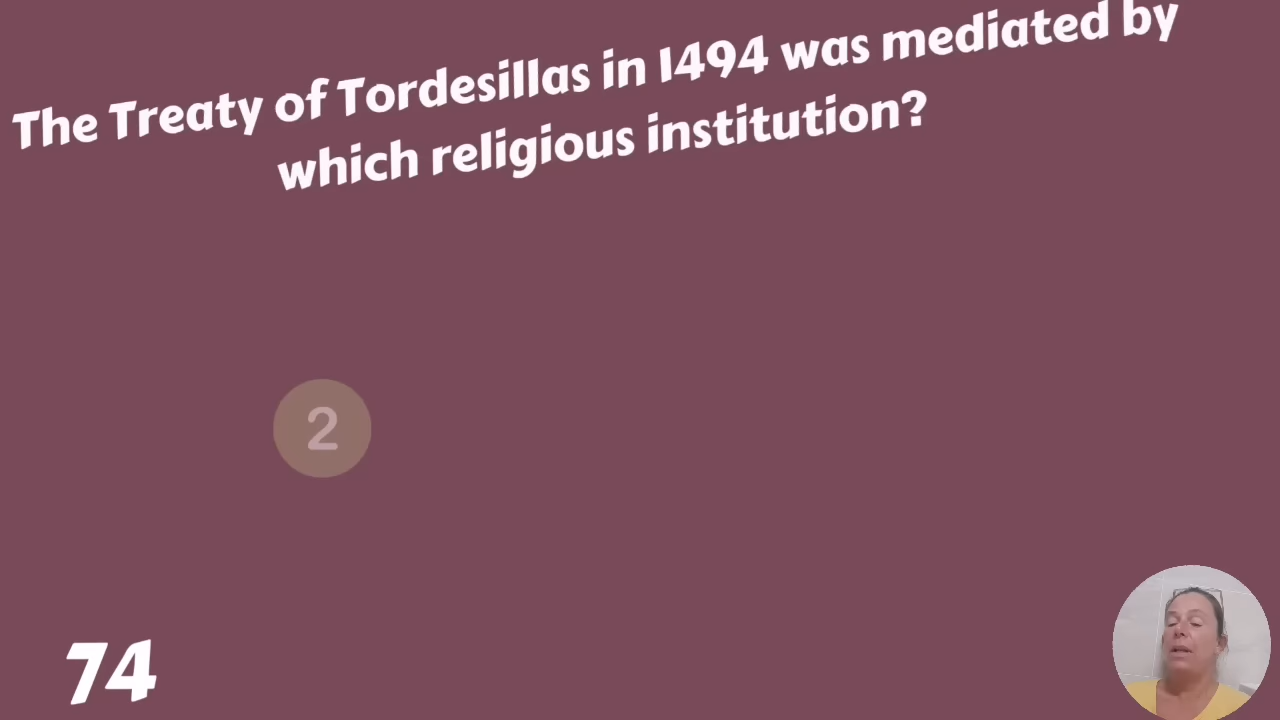 The Treaty of Tordesillas in 1494 was mediated by
which religious institution?
2
74